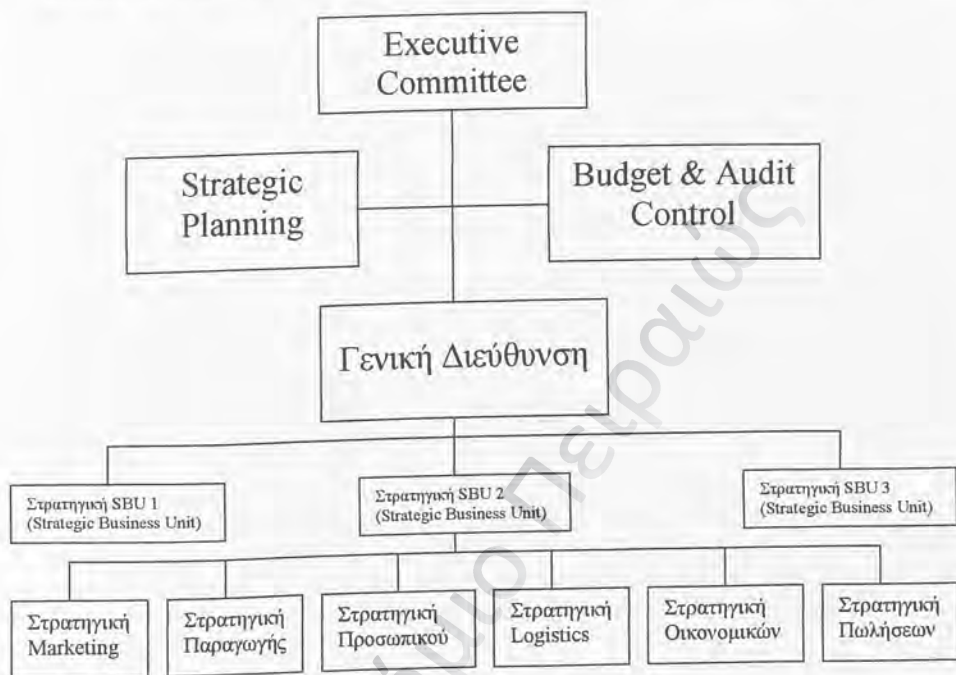 Executive
Committee
Strategic
Planning
Budget & Audit
Control
Γενική Διεύθυνση
Στρατηγική SBU 1
(Strategic Business Unit)
Στρατηγική SBU 2
(Strategic Business Unit)
Στρατηγική SBU 3
(Strategic Business Unit)
Στρατηγική
Marketing
Στρατηγική
Παραγωγής
Στρατηγική
Προσωπικού
Στρατηγική
Logistics
Στρατηγική
Οικονομικών
Στρατηγική
Πωλήσεων
Πειραιώς